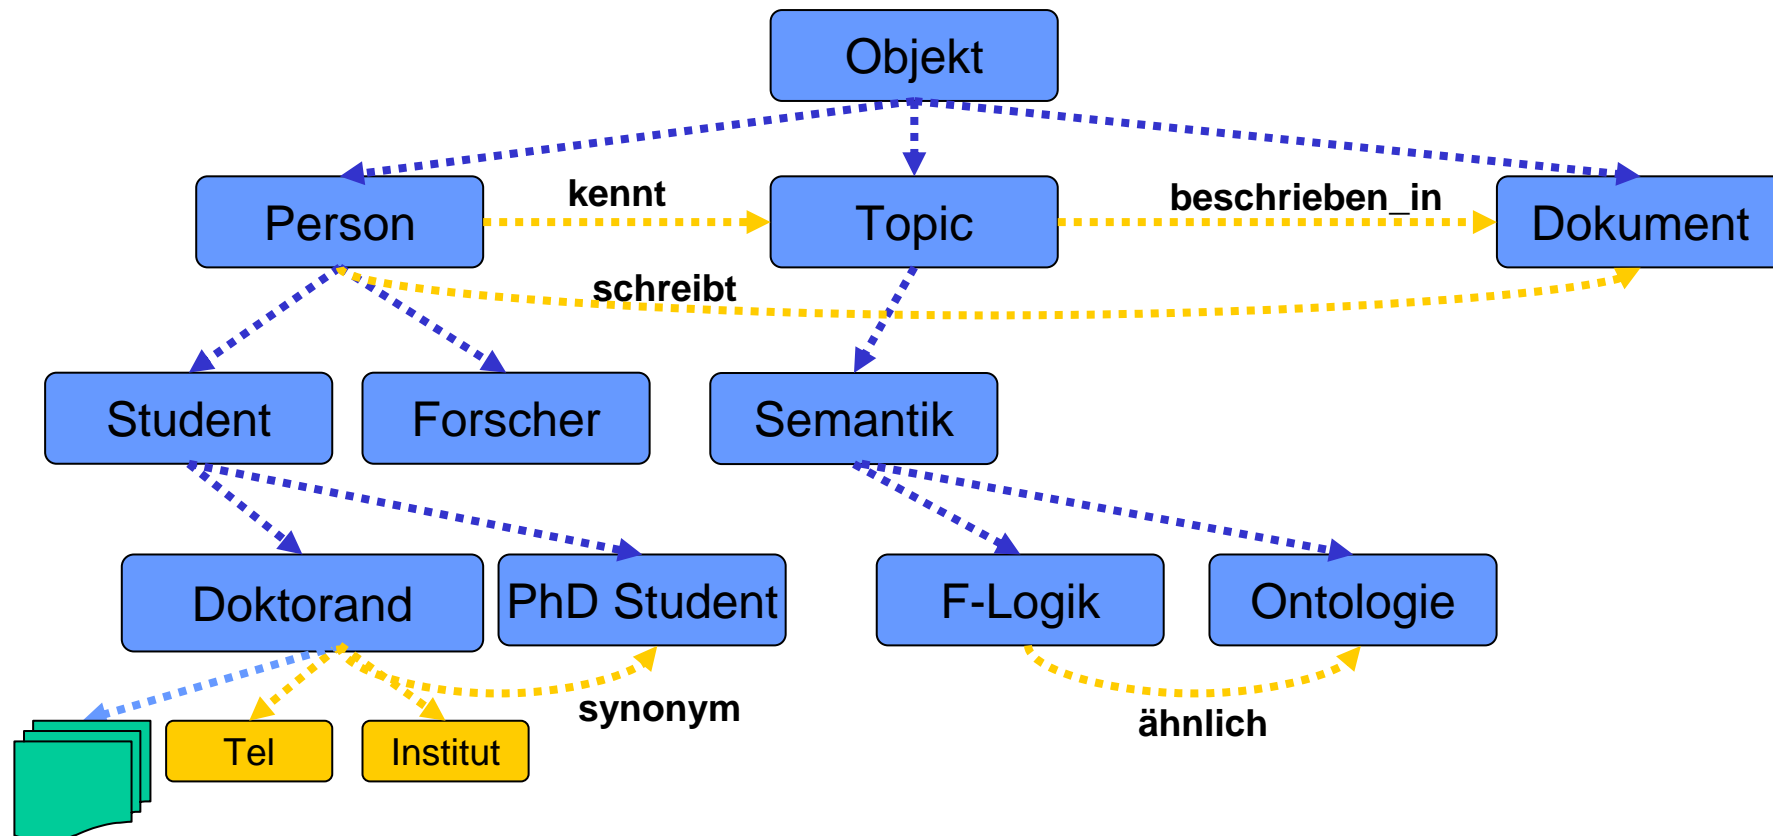 Objekt
kennt
beschrieben_in
Person
Topic
Dokument
schreibt
Student
Forscher
Semantik
Doktorand
PhD Student
F-Logik
Ontologie
synonym
ähnlich
Tel
Institut